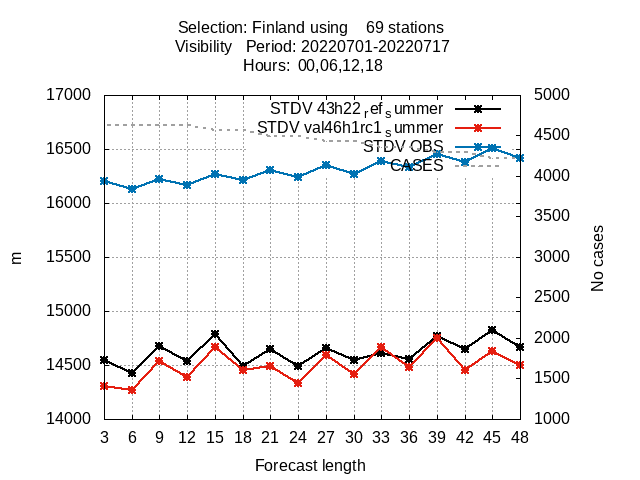 Selection: Finland using    69 stations
Visibility   Period: 20220701-20220717
Hours: 00,06,12,18
17000
16500
16000
15500
15000
14500
14000
m
STDV 43h22refsummer
STDV val46h1rc1summer
STDV OBS
CASES
5000
4500
4000
3500
3000
2500
2000
1500
1000
No cases
3 6 9 12 15 18 21 24 27 30 33 36 39 42 45 48
Forecast length